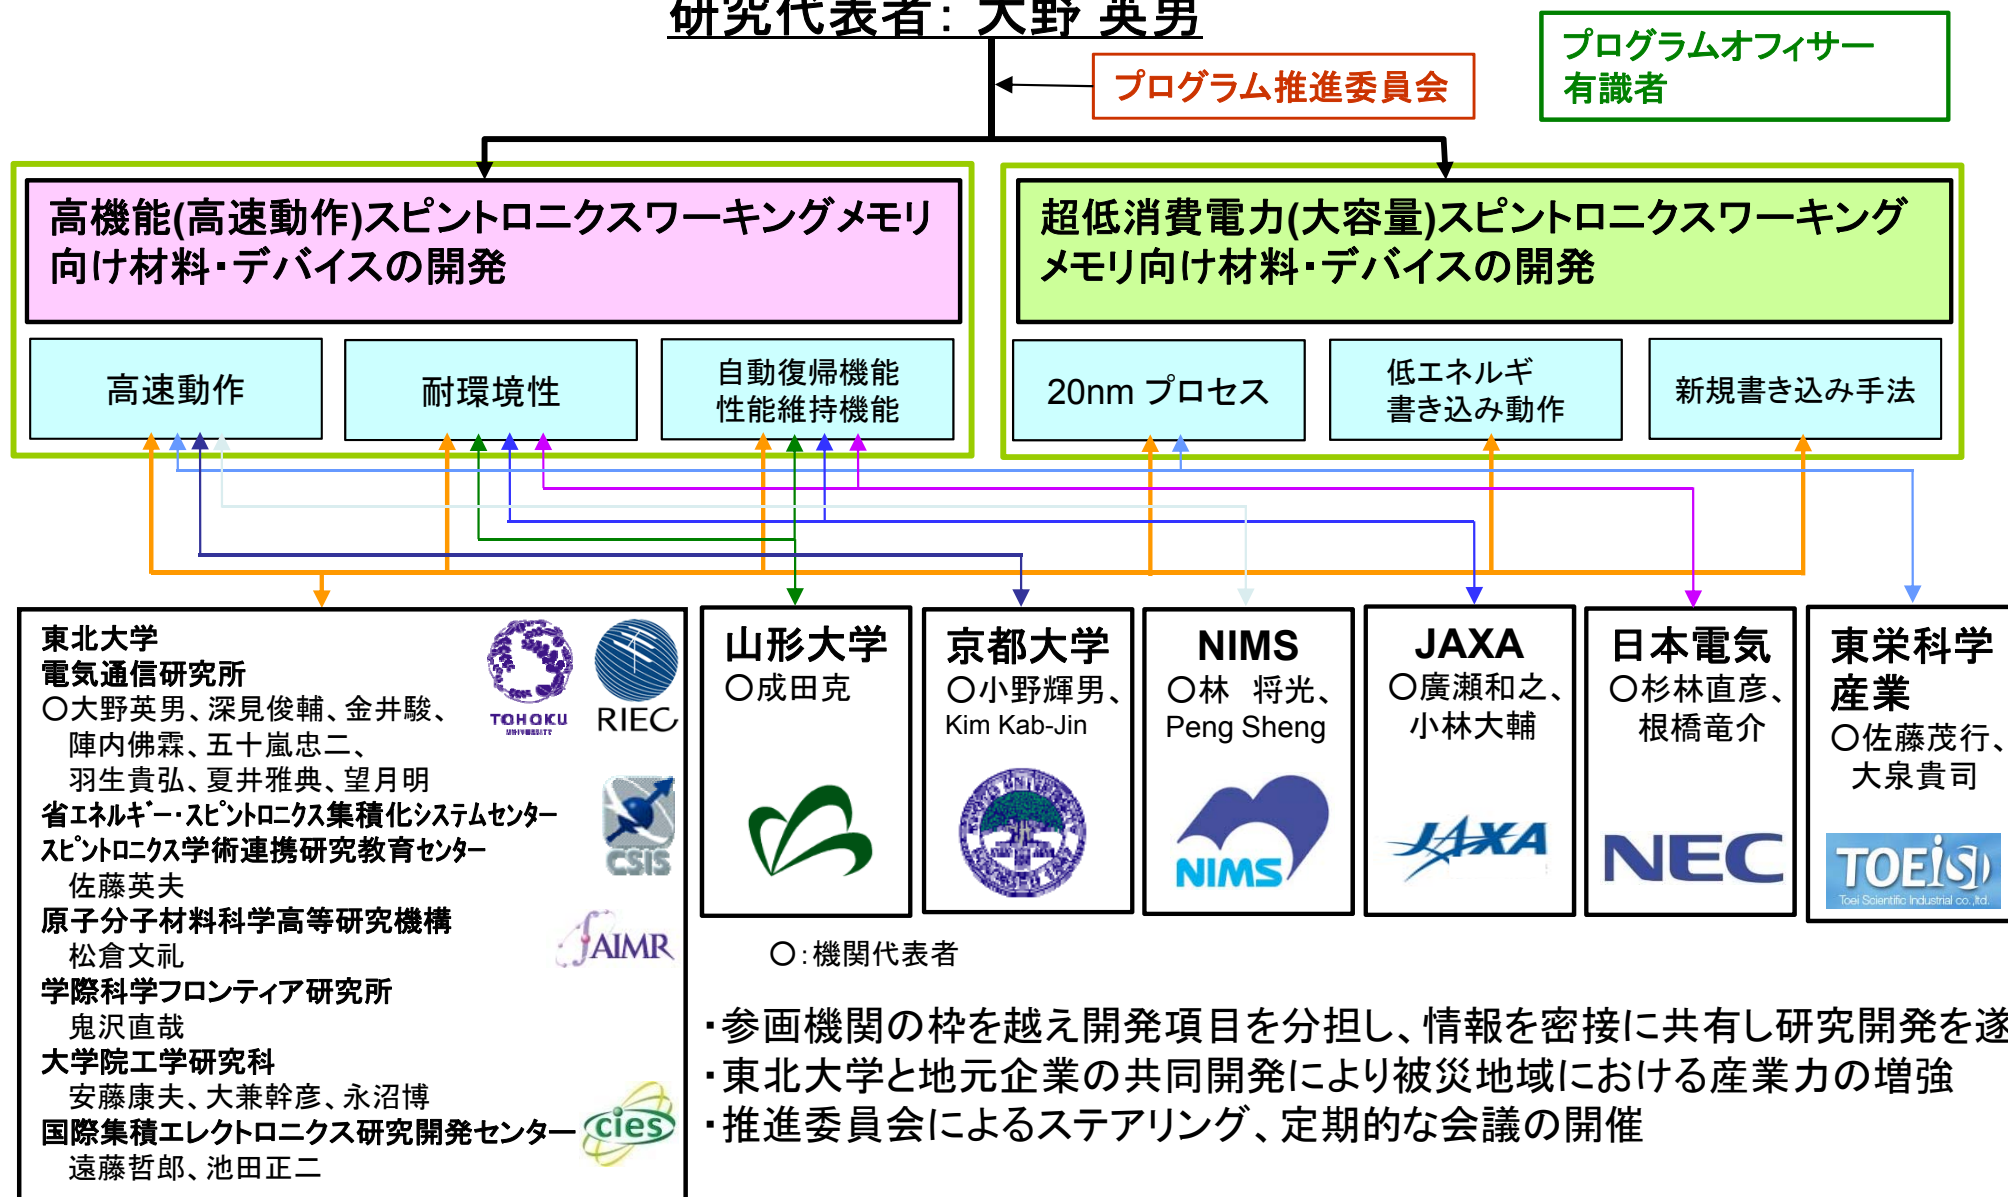 研究代表者: 大野 英男
プログラム推進委員会
プログラムオフィサー
有識者
高機能(高速動作)スピントロニクスワーキングメモリ
向け材料・デバイスの開発
超低消費電力(大容量)スピントロニクスワーキング
メモリ向け材料・デバイスの開発
高速動作
耐環境性
自動復帰機能
性能維持機能
20nm プロセス
低エネルギ
書き込み動作
新規書き込み手法
東北大学
電気通信研究所
〇大野英男、深見俊輔、金井駿、
陣内佛霖、五十嵐忠二、
羽生貴弘、夏井雅典、望月明
省エネルギー・スピントロニクス集積化システムセンター
スピントロニクス学術連携研究教育センター
佐藤英夫
原子分子材料科学高等研究機構
松倉文礼
学際科学フロンティア研究所
鬼沢直哉
大学院工学研究科
安藤康夫、大兼幹彦、永沼博
国際集積エレクトロニクス研究開発センター
遠藤哲郎、池田正二
TOHOKU
UNIVERSITY
RIEC
CSIS
AIMR
cies
山形大学
〇成田克
京都大学
〇小野輝男、
Kim Kab-Jin
NIMS
〇林 将光、
Peng Sheng
NIMS
JAXA
〇廣瀬和之、
小林大輔
JAXA
日本電気
〇杉林直彦、
根橋竜介
NEC
東栄科学
産業
〇佐藤茂行、
大泉貴司
TOEiSI
Toei Scientific Industrial co.,ltd.
〇:機関代表者
・参画機関の枠を越え開発項目を分担し、情報を密接に共有し研究開発を遂
・東北大学と地元企業の共同開発により被災地域における産業力の増強
・推進委員会によるステアリング、定期的な会議の開催